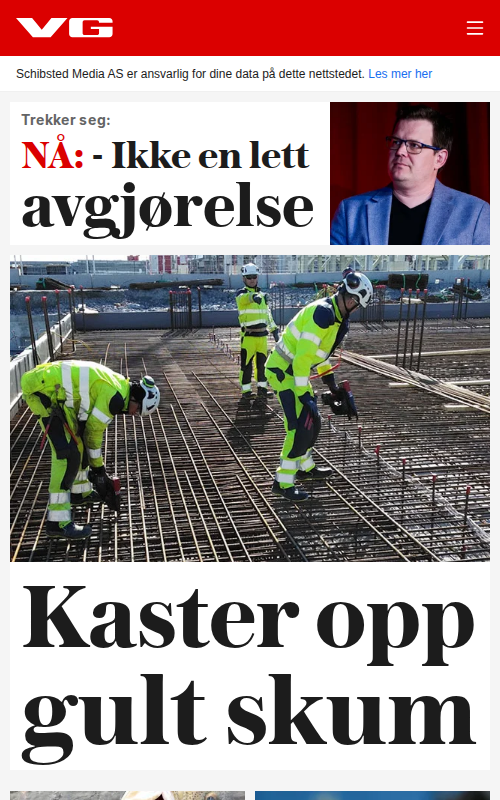 VG
Schibsted Media AS er ansvarlig for dine data på dette nettstedet. Les mer her
Trekker seg:
NÅ: - Ikke en lett
avgjørelse
Kaster opp
gult skum